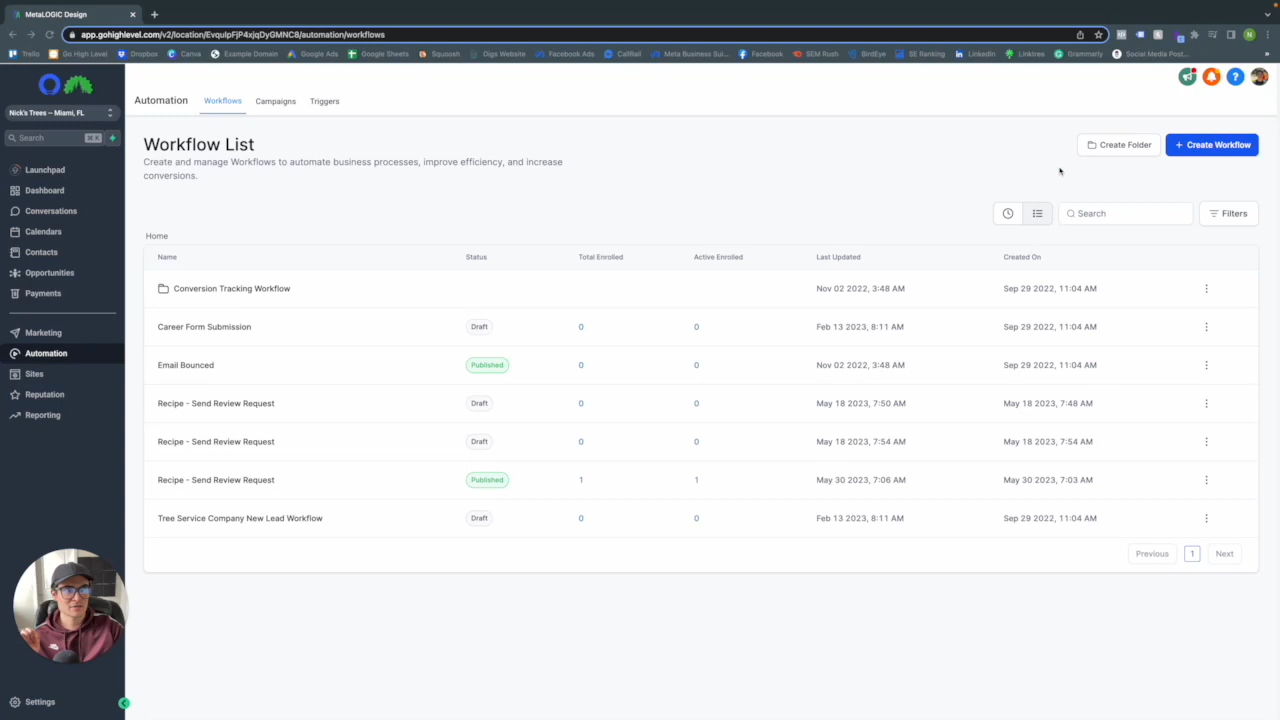 MetaLOGIC Design
app.gohighlevel.com/v2/location/EvquIpFjP4xjqDyGMNC8/automation/workflows
Trello
Go High Level
Dropbox
Canva
Example Domain
Google Ads
Google Sheets
Squoosh
Digs Website
Facebook Ads
CallRail
Meta Business Sui...
Facebook
SEM Rush
BirdEye
SE Ranking
LinkedIn
Linktree
Grammarly
Social Media Post...
Nick's Trees -- Miami, FL
Search
⌘ K
Launchpad
Dashboard
Conversations
Calendars
Contacts
Opportunities
Payments
Marketing
Automation
Sites
Reputation
Reporting
Settings
Automation
Workflows
Campaigns
Triggers
Workflow List
Create and manage Workflows to automate business processes, improve efficiency, and increase
conversions.
Create Folder
+ Create Workflow
Search
Filters
Home
Name Status Total Enrolled Active Enrolled Last Updated Created On
Conversion Tracking Workflow Nov 02 2022, 3:48 AM Sep 29 2022, 11:04 AM
Career Form Submission Draft 0 0 Feb 13 2023, 8:11 AM Sep 29 2022, 11:04 AM
Email Bounced Published 0 0 Nov 02 2022, 3:48 AM Sep 29 2022, 11:04 AM
Recipe - Send Review Request Draft 0 0 May 18 2023, 7:50 AM May 18 2023, 7:48 AM
Recipe - Send Review Request Draft 0 0 May 18 2023, 7:54 AM May 18 2023, 7:54 AM
Recipe - Send Review Request Published 1 1 May 30 2023, 7:06 AM May 30 2023, 7:03 AM
Tree Service Company New Lead Workflow Draft 0 0 Feb 13 2023, 8:11 AM Sep 29 2022, 11:04 AM
Previous 1 Next